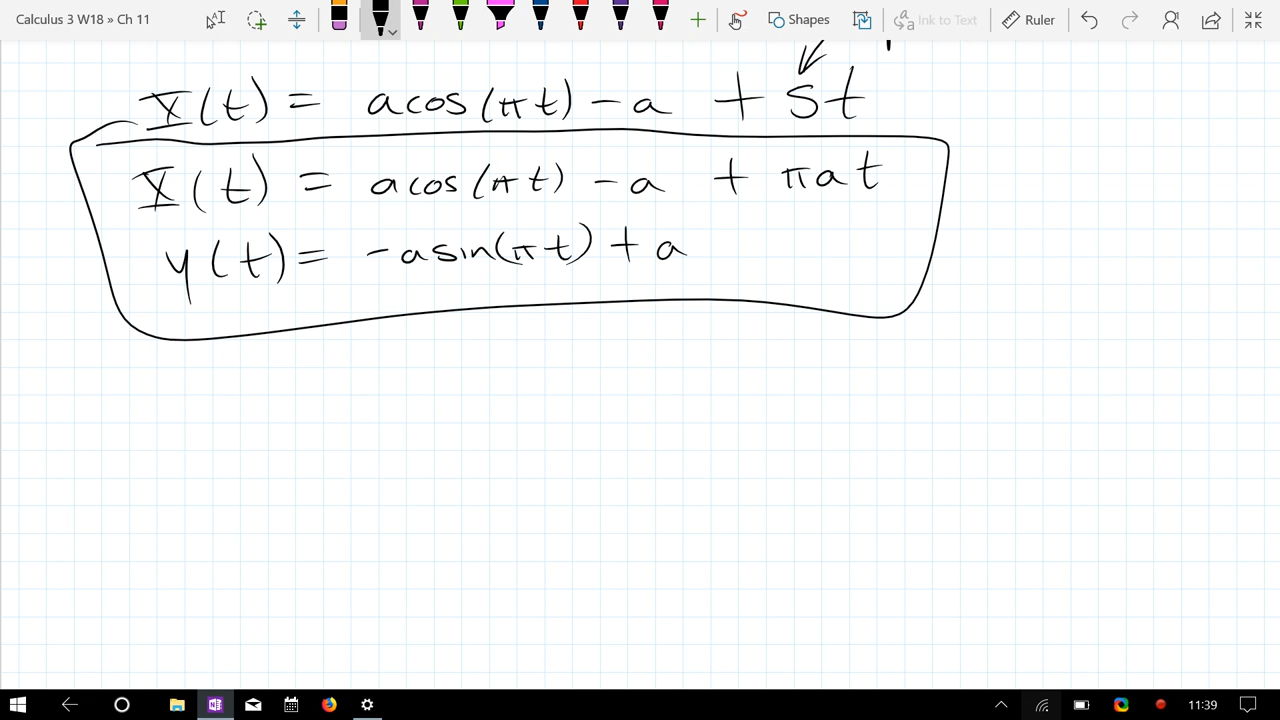 Calculus 3 W18 » Ch 11
Shapes
Ink to Text
Ruler
X(t) = acos(πt) - a + st
X(t) = acos(πt) - a + πat
y(t) = -asin(πt) + a
11:39